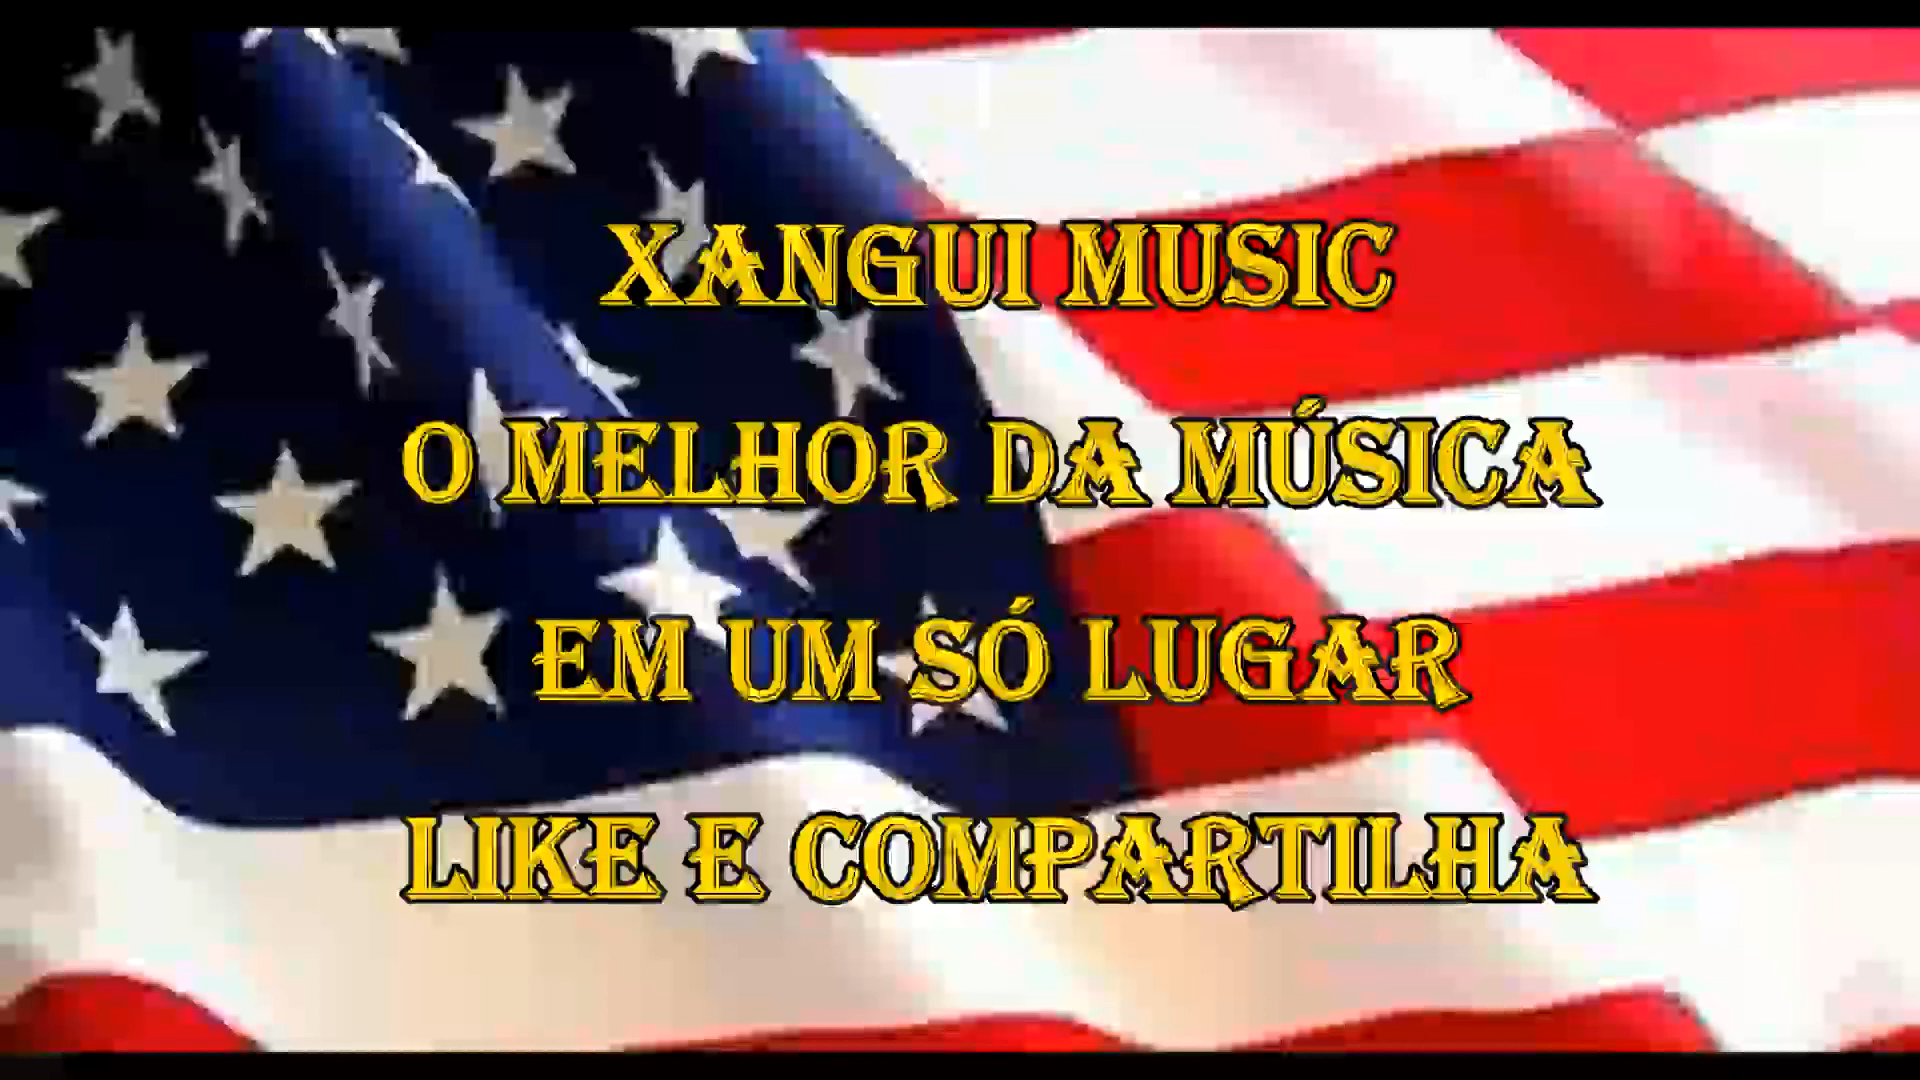 XANGUI MUSIC
O MELHOR DA MÚSICA
EM UM SÓ LUGAR
LIKE E COMPARTILHA